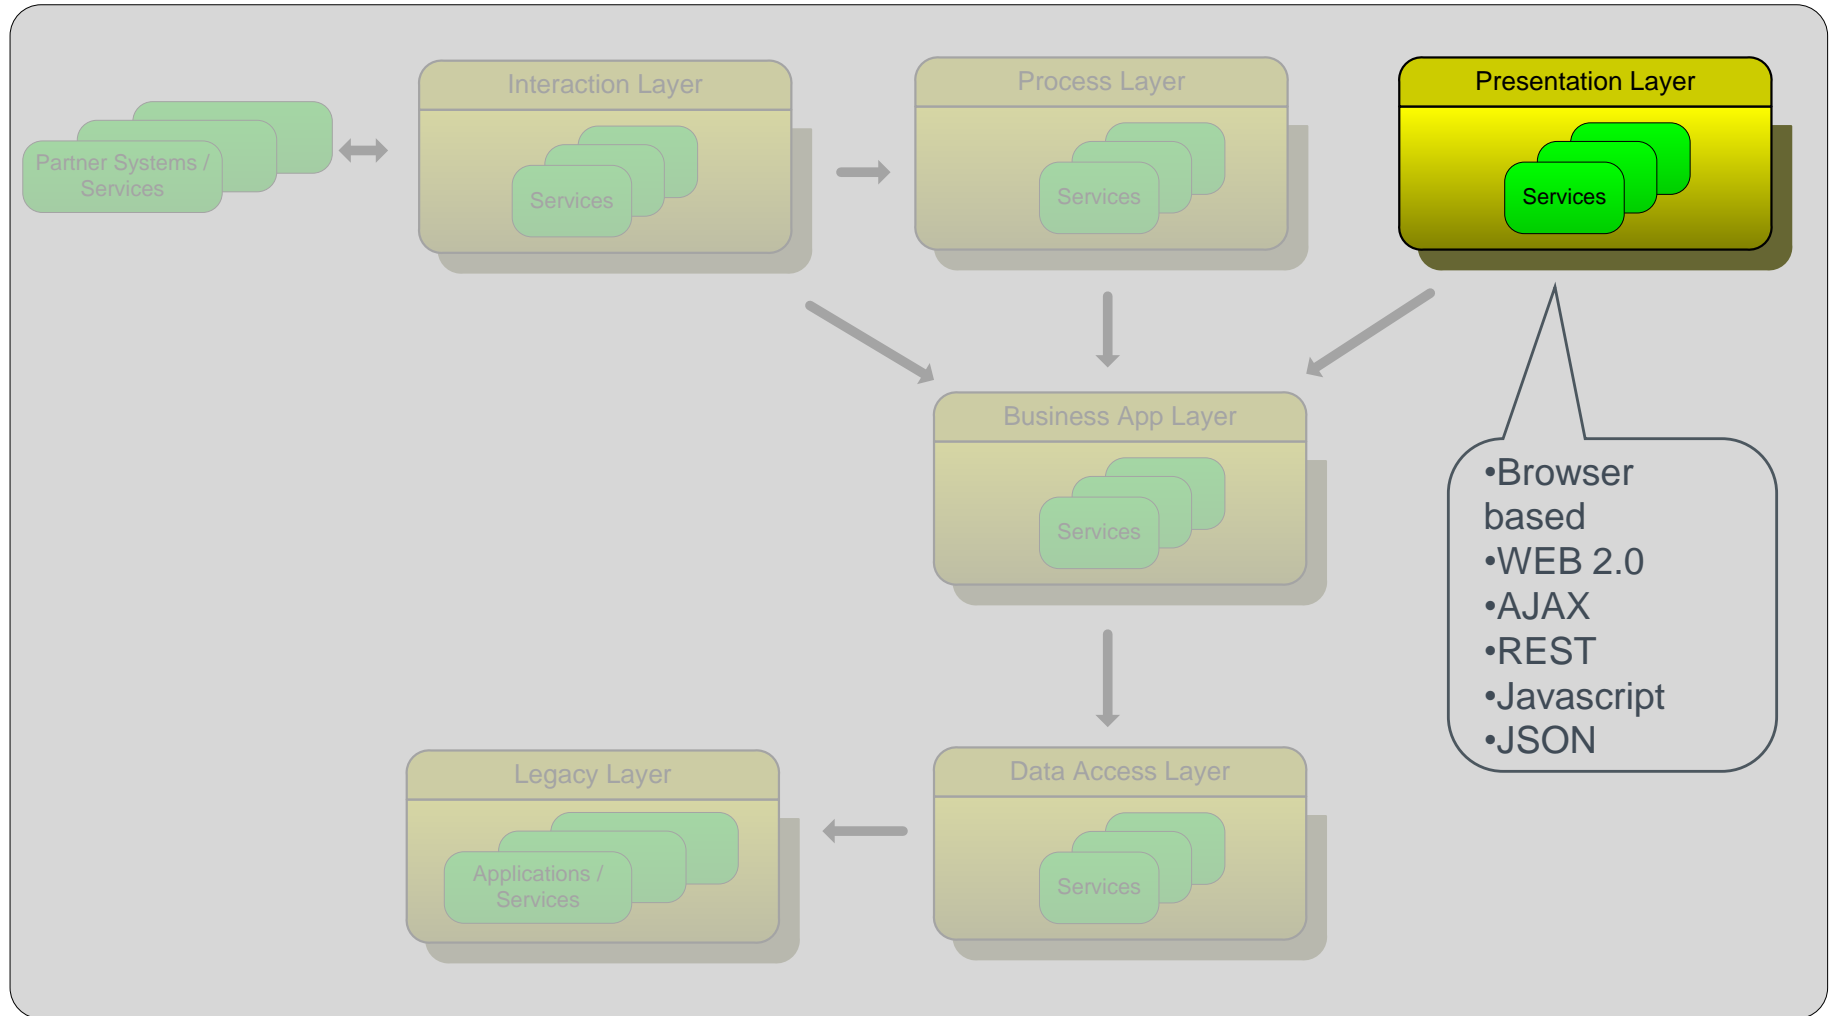 Interaction Layer
Process Layer
Presentation Layer
Partner Systems /
Services
Services
Services
Services
Business App Layer
Services
•Browser
based
•WEB 2.0
•AJAX
•REST
•Javascript
•JSON
Legacy Layer
Data Access Layer
Applications /
Services
Services